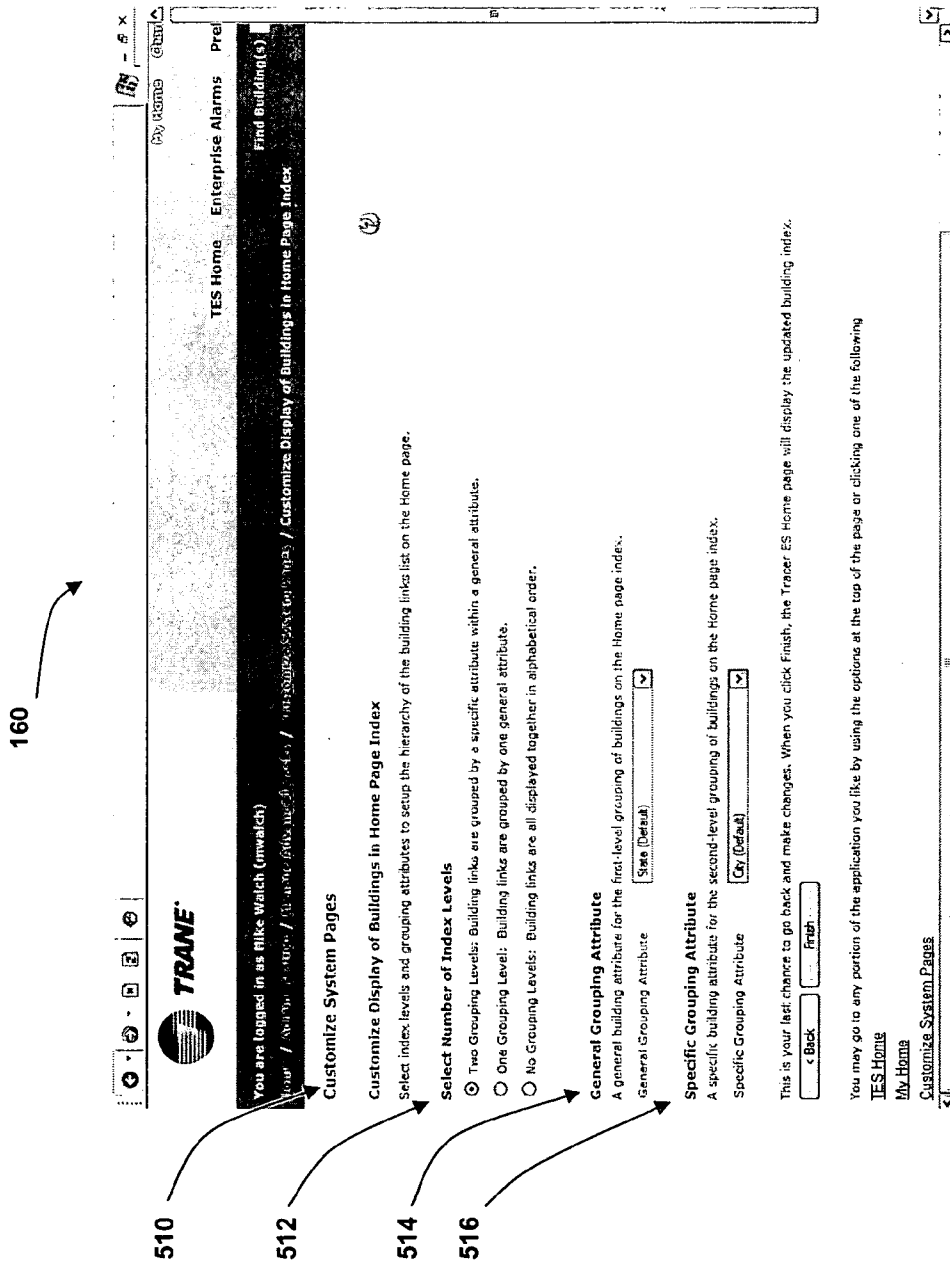 160
My Home
TRANE
TES Home Enterprise Alarms Prel
You are logged in as Mike Walch (mwalch)
Find Building(s)
/ Customize Display of Buildings in Home Page Index
510
Customize System Pages
Customize Display of Buildings in Home Page Index
Select index levels and grouping attributes to setup the hierarchy of the building links list on the Home page.
512
Select Number of Index Levels
Two Grouping Levels: Building links are grouped by a specific attribute within a general attribute.
One Grouping Level: Building links are grouped by one general attribute.
No Grouping Levels: Building links are all displayed together in alphabetical order.
514
General Grouping Attribute
A general building attribute for the first-level grouping of buildings on the Home page index.
General Grouping Attribute State (Default)
516
Specific Grouping Attribute
A specific building attribute for the second-level grouping of buildings on the Home page index.
Specific Grouping Attribute City (Default)
This is your last chance to go back and make changes. When you click Finish, the Tracer ES Home page will display the updated building index.
< Back Finish
You may go to any portion of the application you like by using the options at the top of the page or clicking one of the following
TES Home
My Home
Customize System Pages